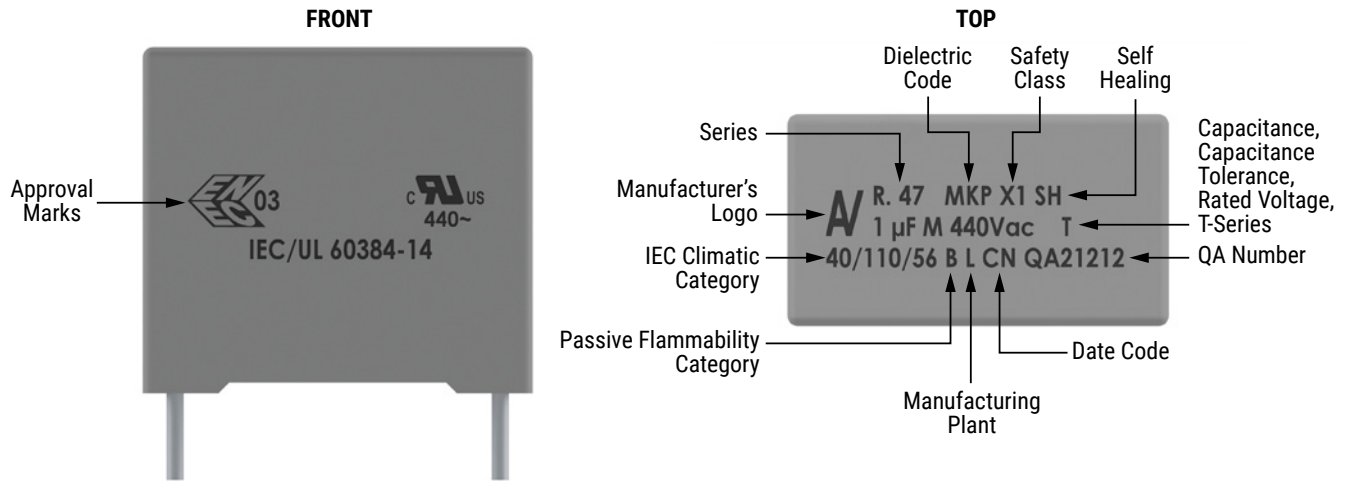 FRONT
Approval
Marks
ENEC 03
c RU US
440~
IEC/UL 60384-14
TOP
Dielectric
Code
Safety
Class
Self
Healing
Series
Manufacturer's
Logo
IEC Climatic
Category
Passive Flammability
Category
R. 47 MKP X1 SH
1 µF M 440Vac T
40/110/56 B L CN QA21212
Capacitance,
Capacitance
Tolerance,
Rated Voltage,
T-Series
QA Number
Date Code
Manufacturing
Plant